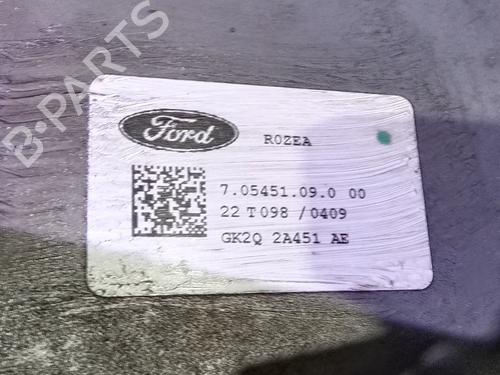 B-PARTS
Ford
ROZEA
7.05451.09.0 00
22 T098 /0409
GK2Q 2A451 AE